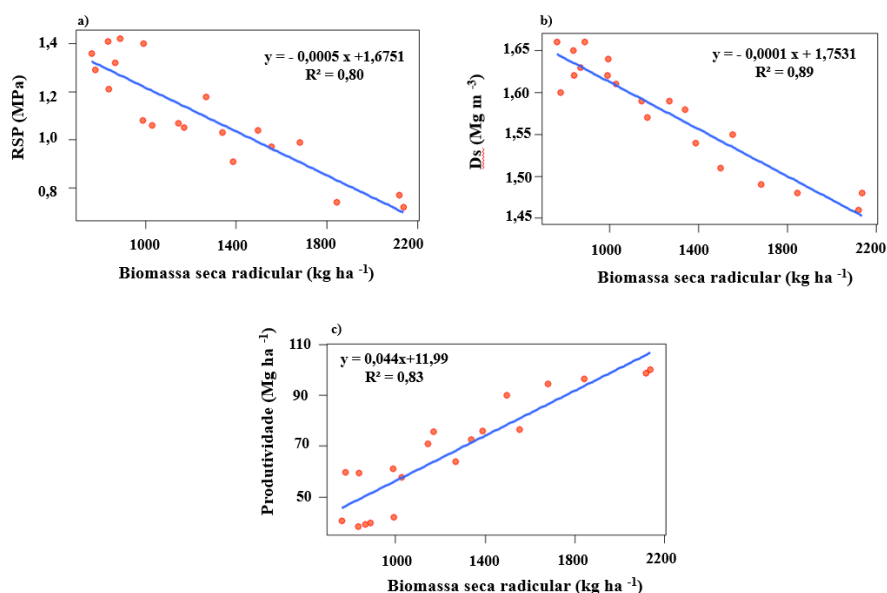 a)
y = - 0,0005 x +1,6751
R² = 0,80
RSP (MPa)
1,4
1,2
1,0
0,8
1000 1400 1800 2200
Biomassa seca radicular (kg ha -1)
b)
y = - 0,0001 x + 1,7531
R² = 0,89
Ds (Mg m -3)
1,65
1,60
1,55
1,50
1,45
1000 1400 1800 2200
Biomassa seca radicular (kg ha -1)
c)
y = 0,044x+11,99
R² = 0,83
Produtividade (Mg ha -1)
110
90
70
50
1000 1400 1800 2200
Biomassa seca radicular (kg ha -1)